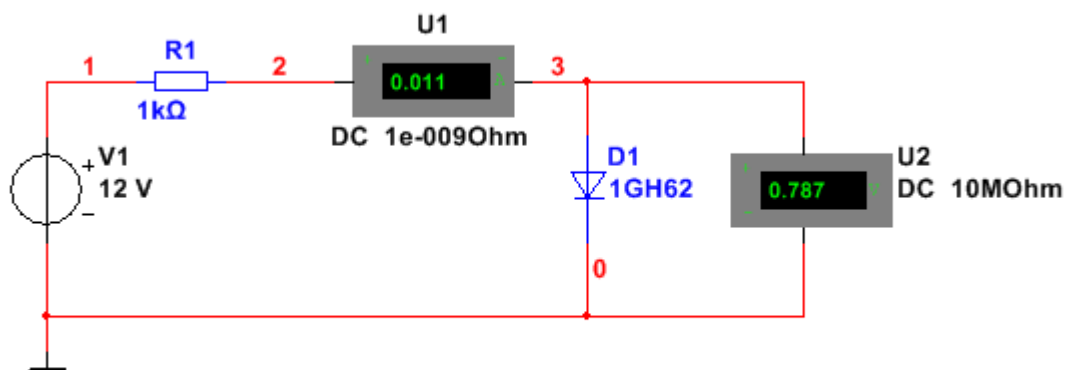 U1
R1
1 2 0.011 A 3
1kΩ
DC 1e-009Ohm
V1
12 V
D1
1GH62
U2
0.787 V DC 10MOhm
0